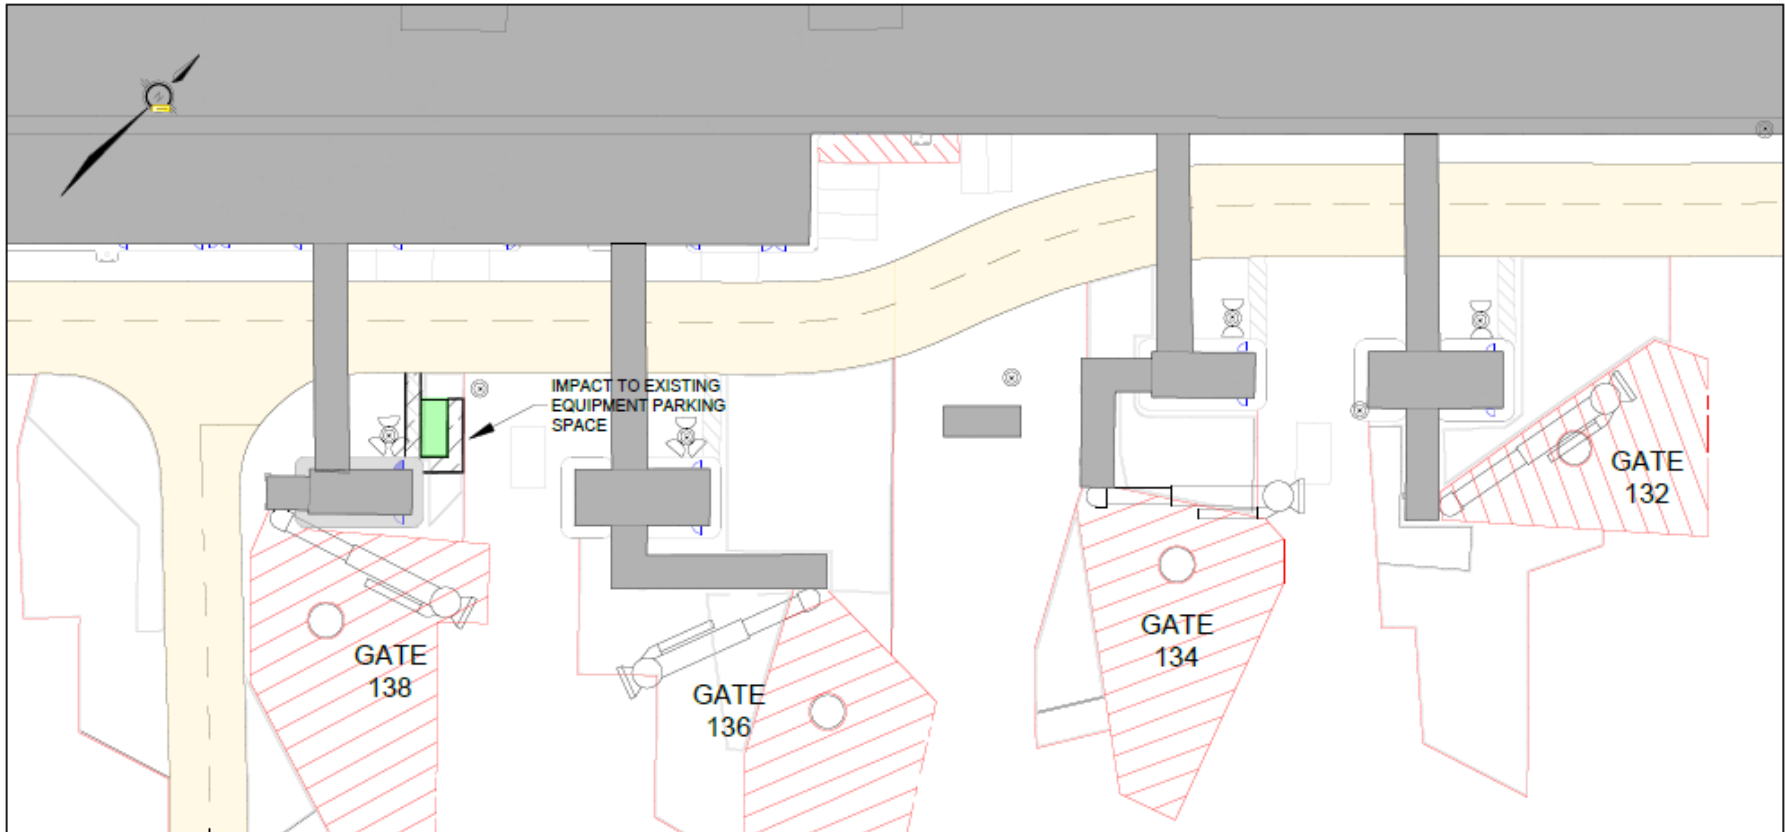 IMPACT TO EXISTING
EQUIPMENT PARKING
SPACE
GATE
132
GATE
134
GATE
138
GATE
136